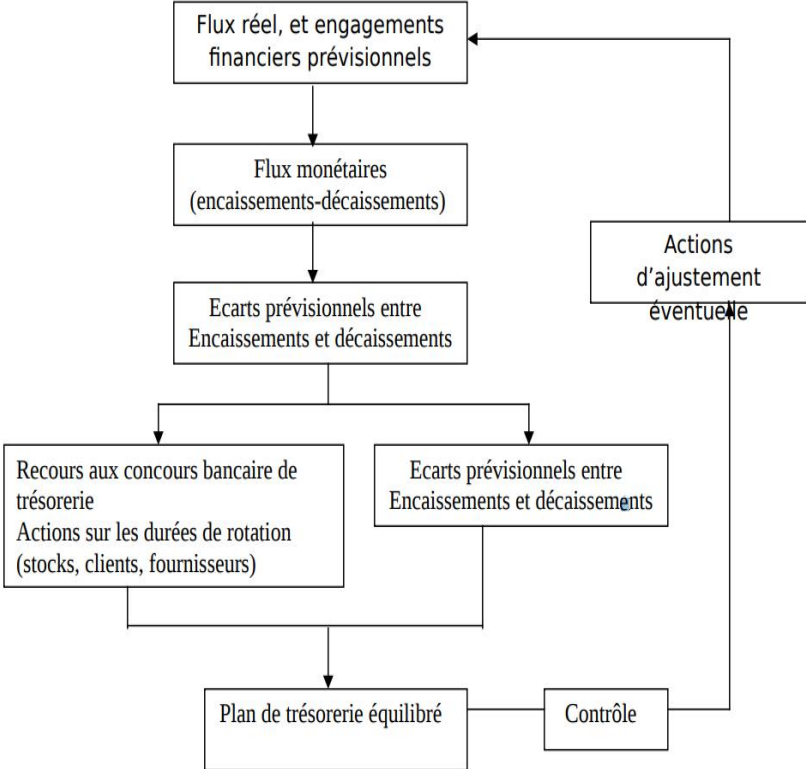 Flux réel, et engagements
financiers prévisionnels
Flux monétaires
(encaissements-décaissements)
Actions
d’ajustement
éventuelle
Ecarts prévisionnels entre
Encaissements et décaissements
Recours aux concours bancaire de
trésorerie
Actions sur les durées de rotation
(stocks, clients, fournisseurs)
Ecarts prévisionnels entre
Encaissements et décaissements
Plan de trésorerie équilibré
Contrôle